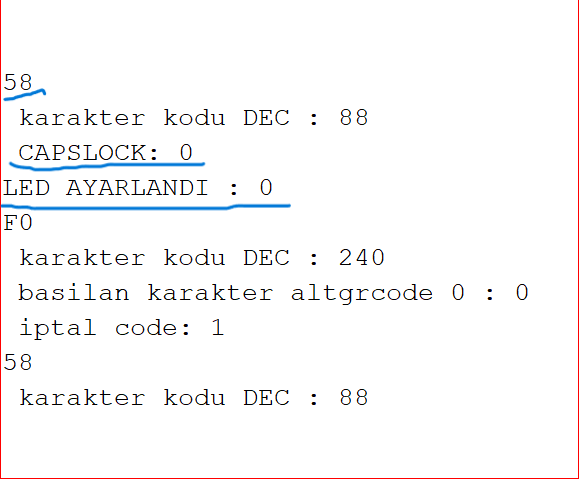 58
karakter kodu DEC : 88
CAPSLOCK: 0
LED AYARLANDI : 0
F0
karakter kodu DEC : 240
basilan karakter altgrcode 0 : 0
iptal code: 1
58
karakter kodu DEC : 88